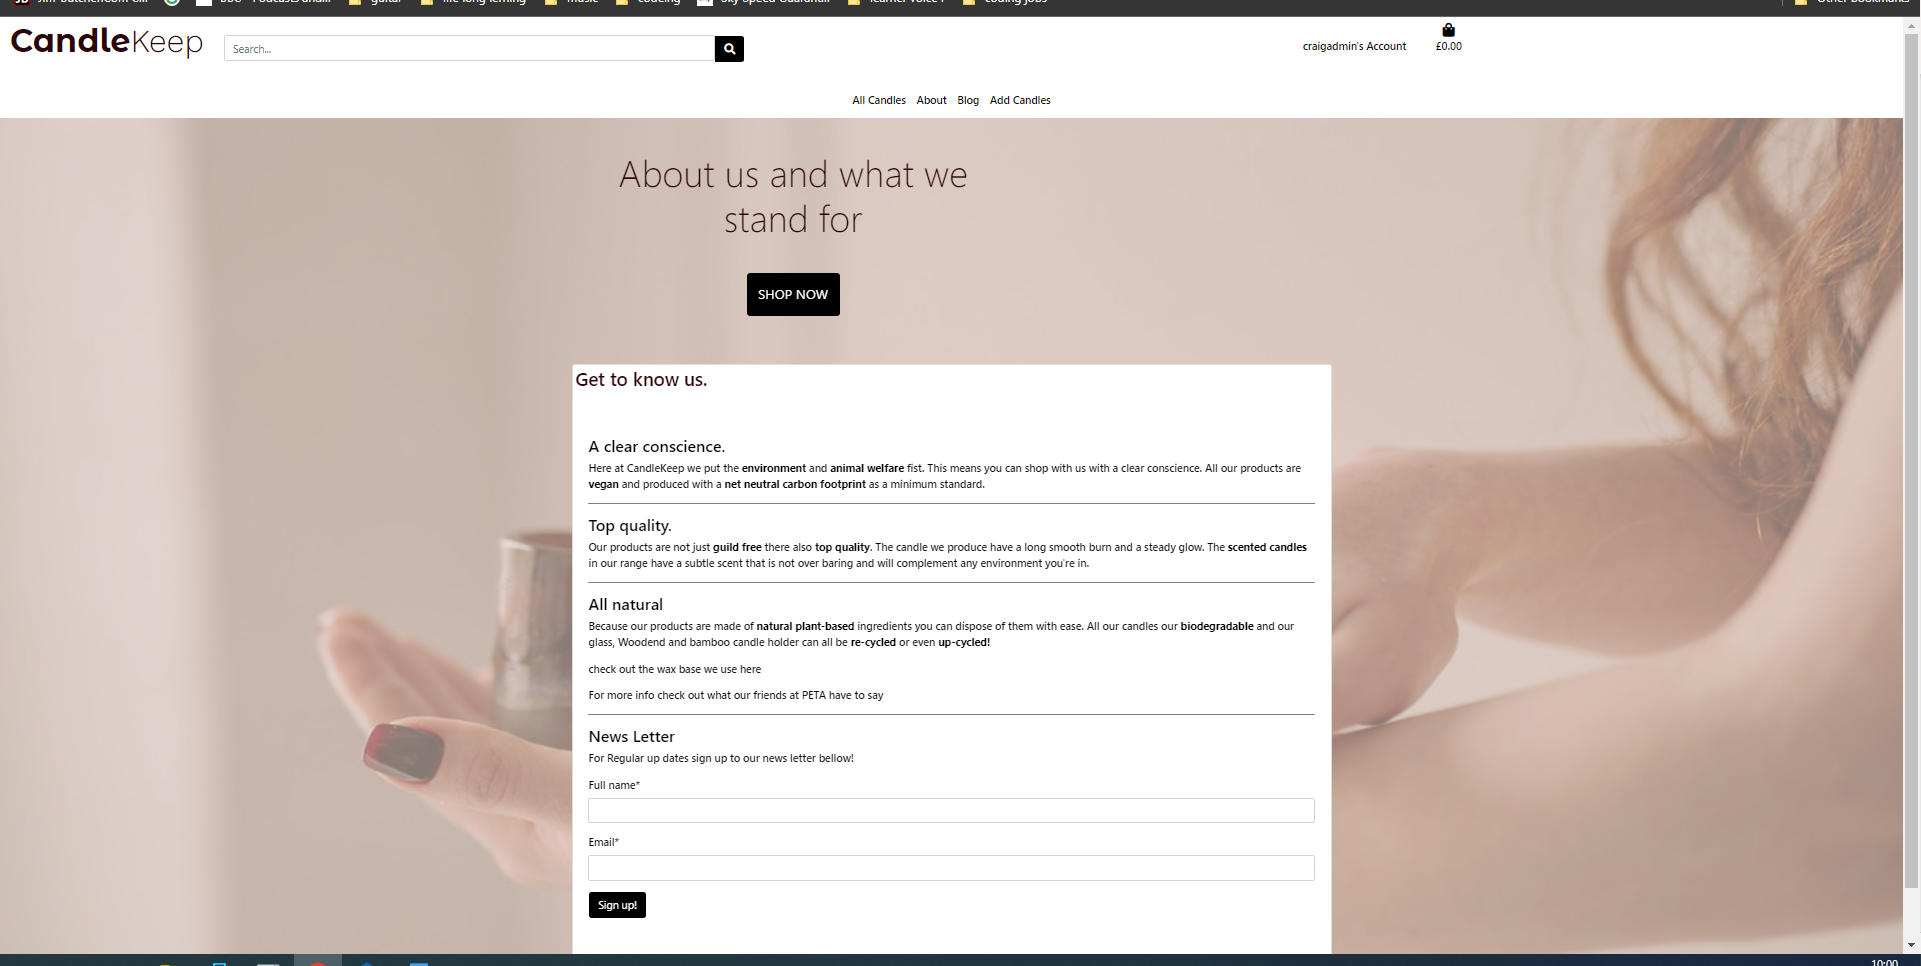 CandleKeep
Search...
craigadmin's Account
£0.00
All Candles About Blog Add Candles
About us and what we
stand for
SHOP NOW
Get to know us.
A clear conscience.
Here at CandleKeep we put the environment and animal welfare fist. This means you can shop with us with a clear conscience. All our products are
vegan and produced with a net neutral carbon footprint as a minimum standard.
Top quality.
Our products are not just guild free there also top quality. The candle we produce have a long smooth burn and a steady glow. The scented candles
in our range have a subtle scent that is not over baring and will complement any environment you're in.
All natural
Because our products are made of natural plant-based ingredients you can dispose of them with ease. All our candles our biodegradable and our
glass, Woodend and bamboo candle holder can all be re-cycled or even up-cycled!
check out the wax base we use here
For more info check out what our friends at PETA have to say
News Letter
For Regular up dates sign up to our news letter bellow!
Full name*
Email*
Sign up!
10:00